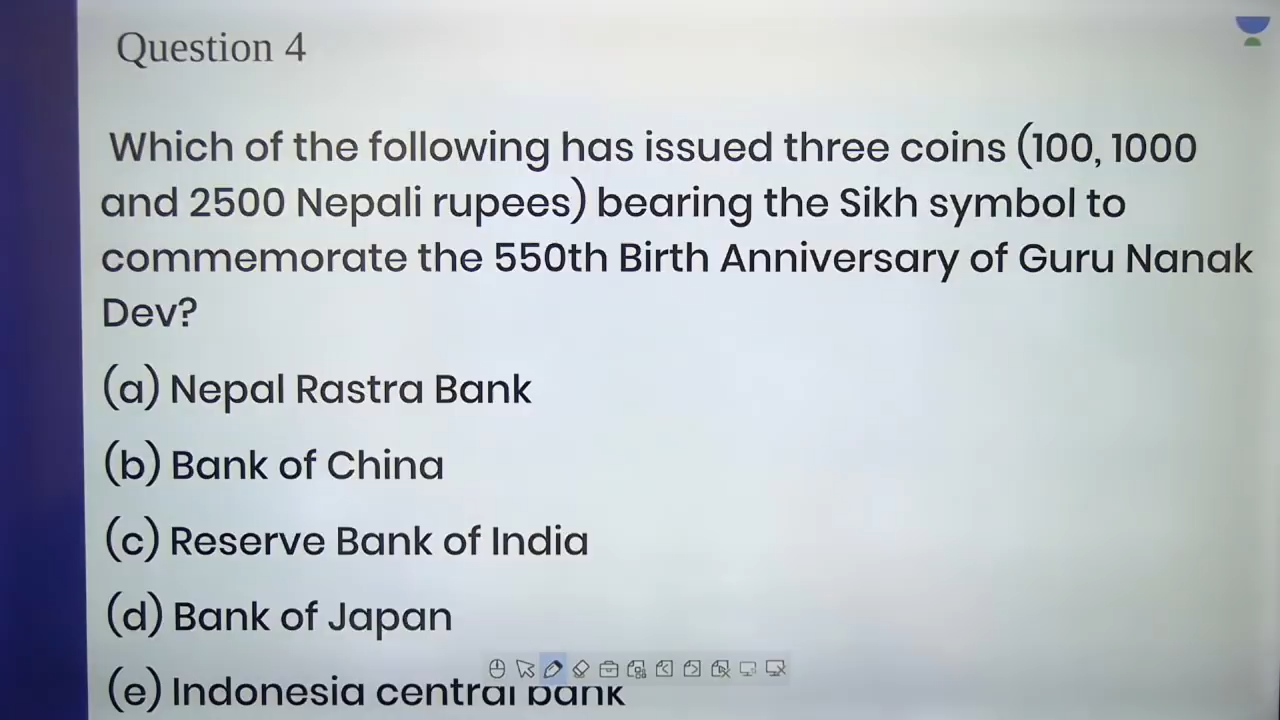 Question 4
Which of the following has issued three coins (100, 1000
and 2500 Nepali rupees) bearing the Sikh symbol to
commemorate the 550th Birth Anniversary of Guru Nanak
Dev?
(a) Nepal Rastra Bank
(b) Bank of China
(c) Reserve Bank of India
(d) Bank of Japan
(e) Indonesia central bank